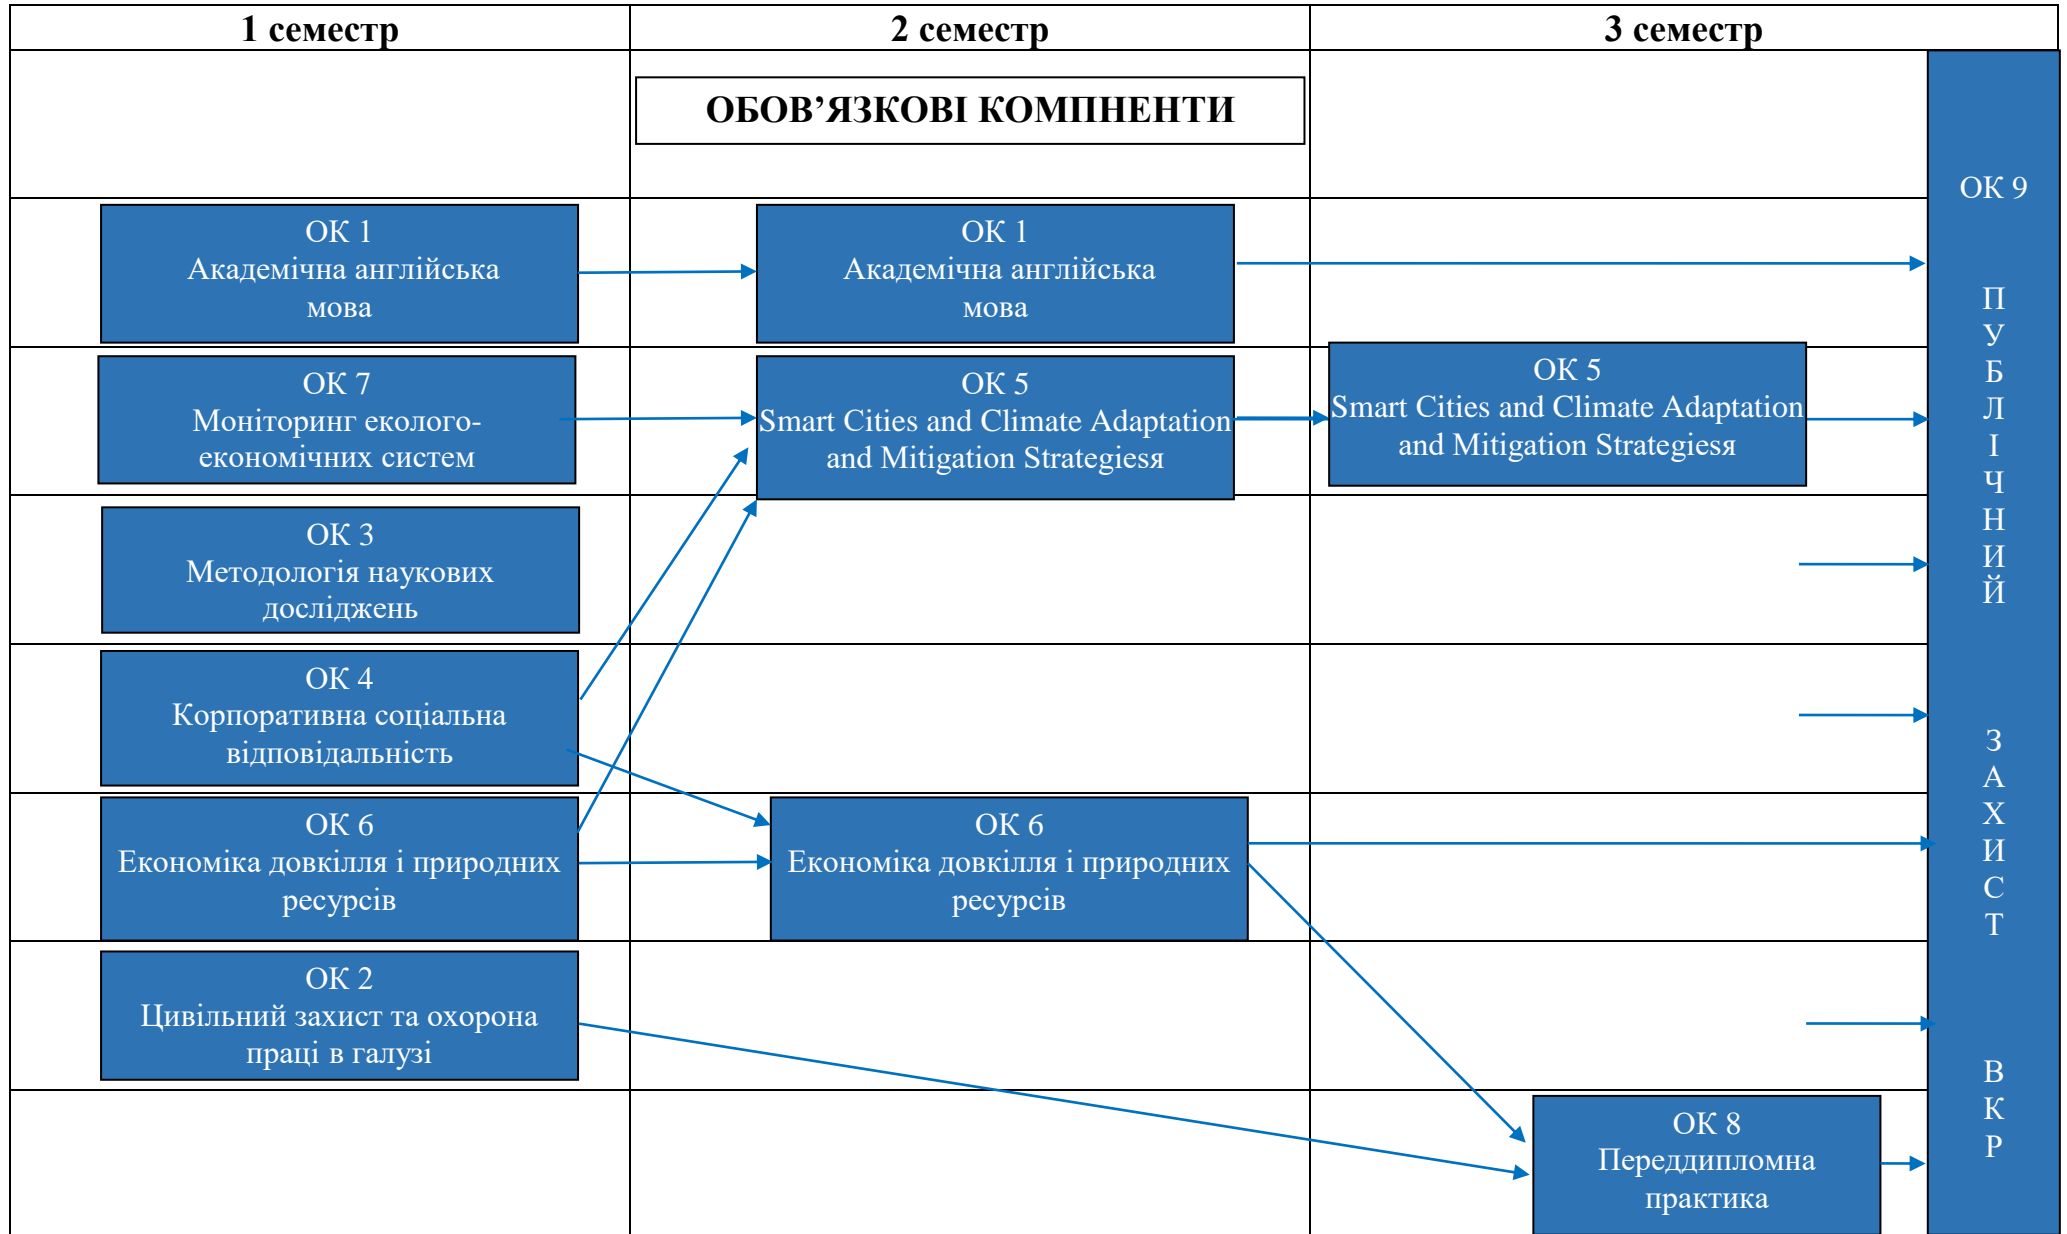 1 семестр
2 семестр
3 семестр
ОБОВ’ЯЗКОВІ КОМПНЕНТИ
ОК 1
Академічна англійська
мова
ОК 1
Академічна англійська
мова
ОК 7
Моніторинг еколого-
економічних систем
ОК 5
Smart Cities and Climate Adaptation
and Mitigation Strategiesя
ОК 5
Smart Cities and Climate Adaptation
and Mitigation Strategiesя
ОК 3
Методологія наукових
досліджень
ОК 4
Корпоративна соціальна
відповідальність
ОК 6
Економіка довкілля і природних
ресурсів
ОК 6
Економіка довкілля і природних
ресурсів
ОК 2
Цивільний захист та охорона
праці в галузі
ОК 8
Переддипломна
практика
ОК 9
П
У
Б
Л
І
Ч
Н
И
Й
З
А
Х
И
С
Т
В
К
Р